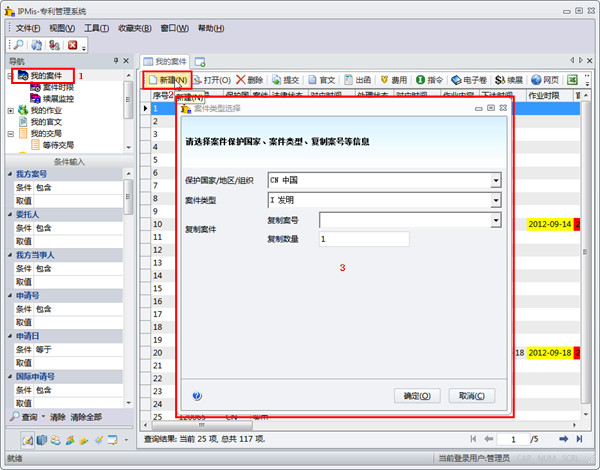 IPMis-专利管理系统
文件(F) 视图(V) 工具(T) 收藏夹(B) 窗口(W) 帮助(H)
导航
我的案件 1
案件时限
续展监控
我的作业
我的官文
我的交局
等待交局
条件输入
我方案号
条件 包含
取值
委托人
条件 包含
取值
我方当事人
条件 包含
取值
申请号
条件 包含
取值
申请日
条件 等于
取值
国际申请号
条件 包含
取值
查询 清除 清除全部
就绪
我的案件
新建(N) 打开(O) 删除 提交 官文 出函 费用 指令 电子卷 续展 网页
序号 2 作业时限
新建(N)
1
2
3
4
5
6
7
8
9
10 2012-09-14
11
12
13
14
15
16
17
18
19
20 18 2012-09-18
21
22
23
24
25
案件类型选择
请选择案件保护国家、案件类型、复制案号等信息
保护国家/地区/组织 CN 中国
案件类型 I 发明
复制案件
复制案号
复制数量 1
3
确定(O) 取消(C)
查询结果: 当前 25 项, 总共 117 项.
1 /5
当前登录用户:管理员 CAP NUM SCRL